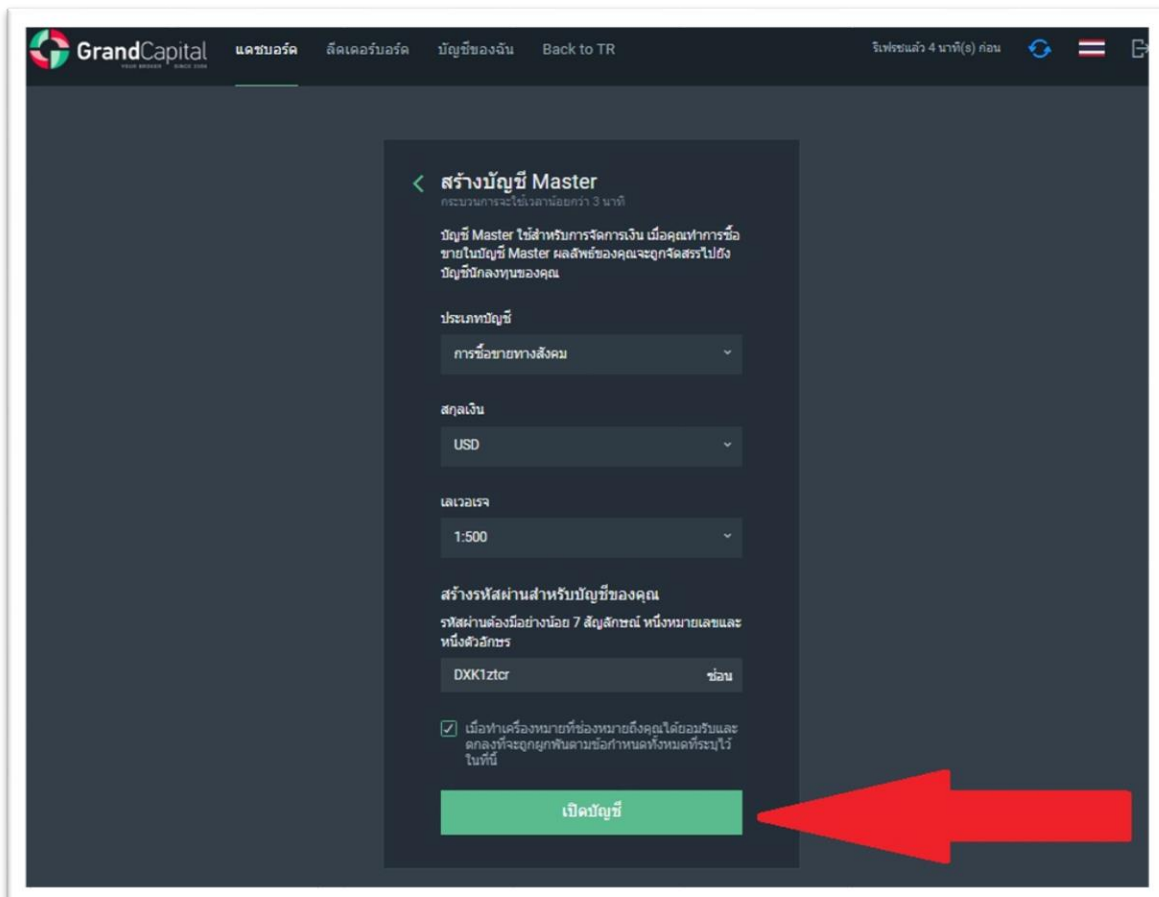 GrandCapital
YOUR BROKER SINCE 2006
แดชบอร์ด
ลีดเดอร์บอร์ด
บัญชีของฉัน
Back to TR
รีเฟรชแล้ว 4 นาที(s) ก่อน
สร้างบัญชี Master
กระบวนการจะใช้เวลาน้อยกว่า 3 นาที
บัญชี Master ใช้สำหรับการจัดการเงิน เมื่อคุณทำการซื้อ
ขายในบัญชี Master ผลลัพธ์ของคุณจะถูกจัดสรรไปยัง
บัญชีนักลงทุนของคุณ
ประเภทบัญชี
การซื้อขายทางสังคม
สกุลเงิน
USD
เลเวอเรจ
1:500
สร้างรหัสผ่านสำหรับบัญชีของคุณ
รหัสผ่านต้องมีอย่างน้อย 7 สัญลักษณ์ หนึ่งหมายเลขและ
หนึ่งตัวอักษร
DXK1ztcr
ซ่อน
เมื่อทำเครื่องหมายที่ช่องหมายถึงคุณได้ยอมรับและ
ตกลงที่จะถูกผูกพันตามข้อกำหนดทั้งหมดที่ระบุไว้
ในที่นี้
เปิดบัญชี